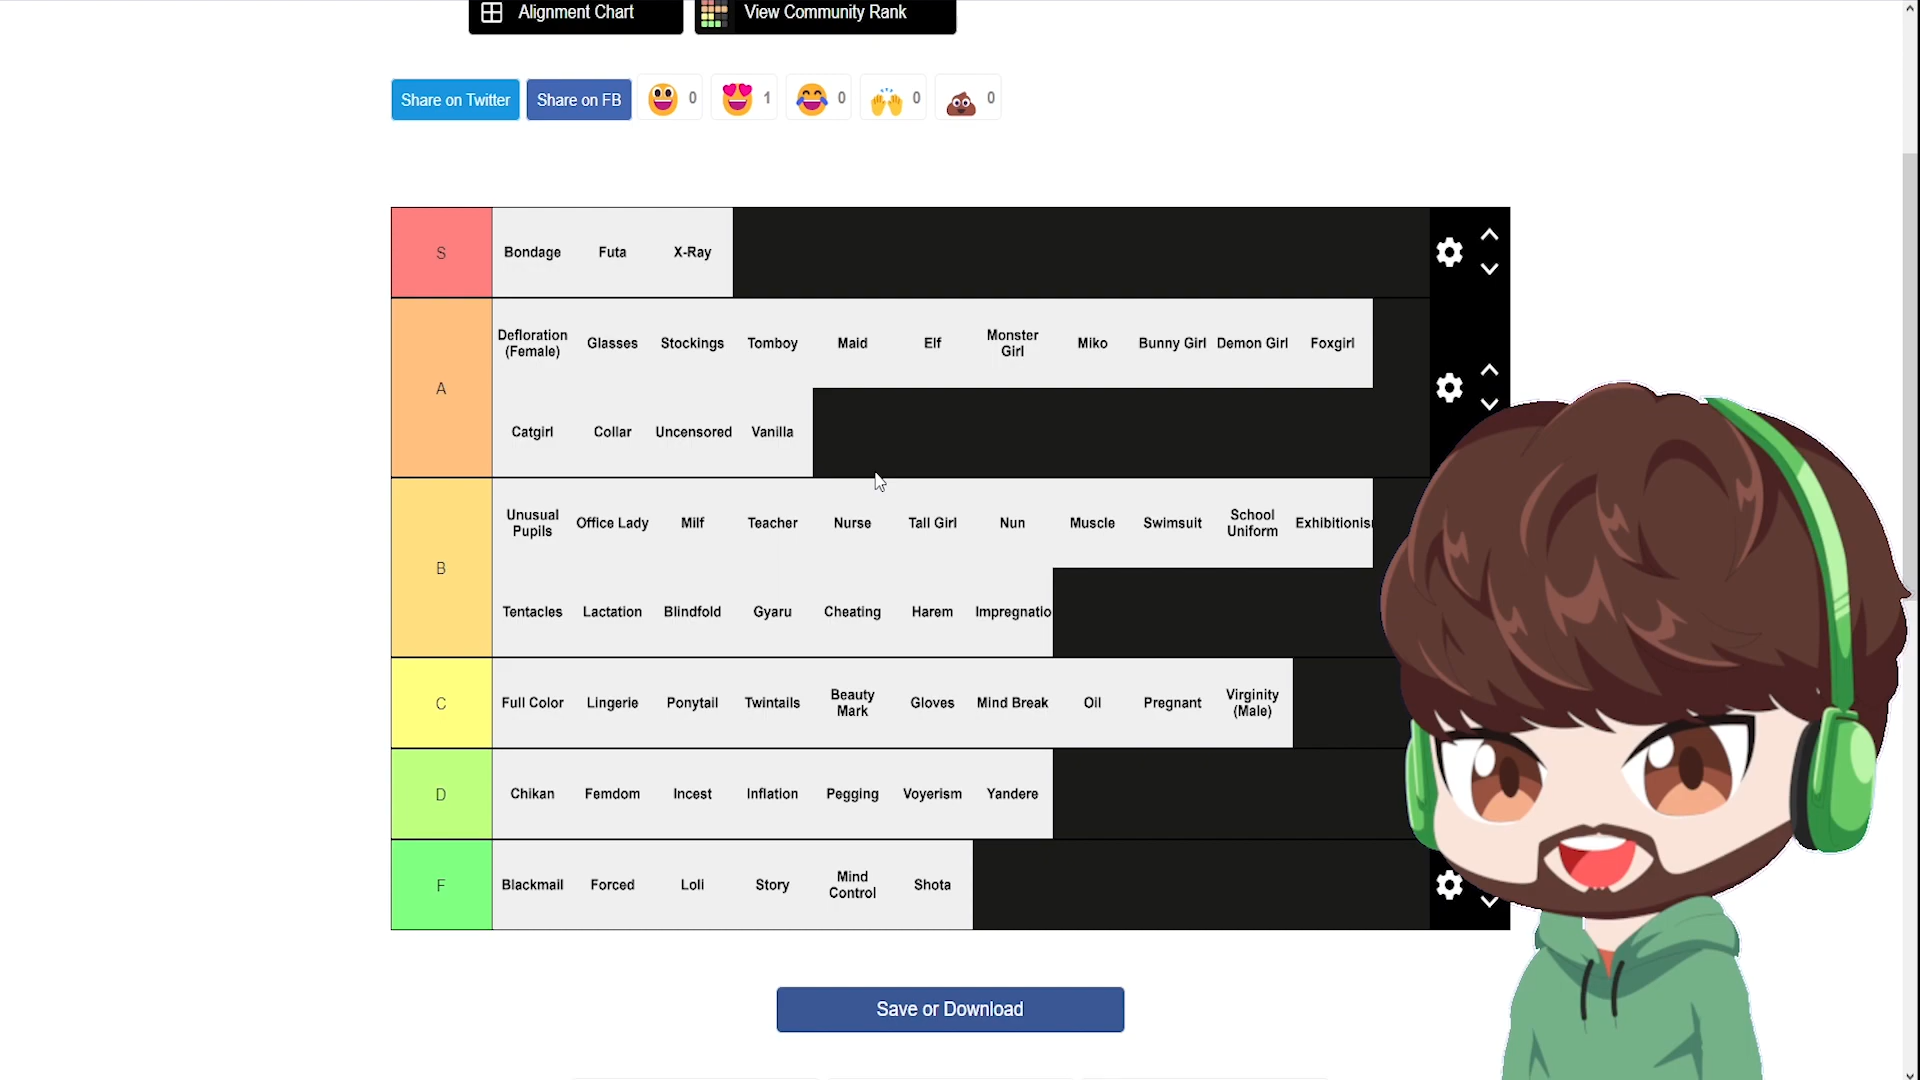 Alignment Chart
View Community Rank
Share on Twitter
Share on FB
0
1
0
0
0
S
Bondage
Futa
X-Ray
A
Defloration
(Female)
Glasses
Stockings
Tomboy
Maid
Elf
Monster
Girl
Miko
Bunny Girl
Demon Girl
Foxgirl
Catgirl
Collar
Uncensored
Vanilla
B
Unusual
Pupils
Office Lady
Milf
Teacher
Nurse
Tall Girl
Nun
Muscle
Swimsuit
School
Uniform
Exhibitionis
Tentacles
Lactation
Blindfold
Gyaru
Cheating
Harem
Impregnatio
C
Full Color
Lingerie
Ponytail
Twintails
Beauty
Mark
Gloves
Mind Break
Oil
Pregnant
Virginity
(Male)
D
Chikan
Femdom
Incest
Inflation
Pegging
Voyerism
Yandere
F
Blackmail
Forced
Loli
Story
Mind
Control
Shota
Save or Download